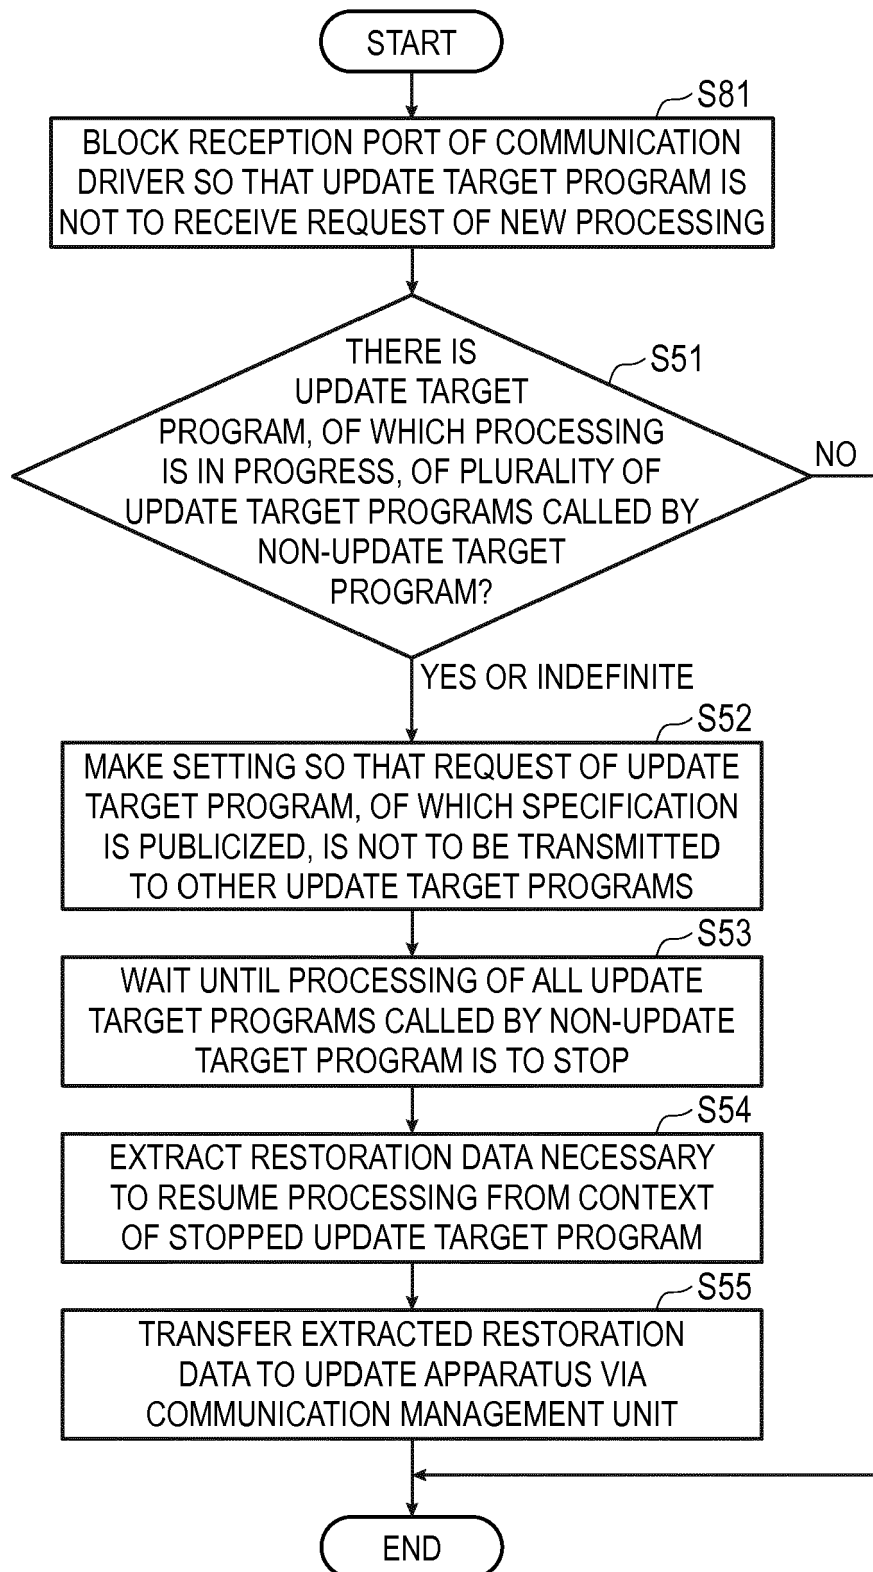 START
S81
BLOCK RECEPTION PORT OF COMMUNICATION
DRIVER SO THAT UPDATE TARGET PROGRAM IS
NOT TO RECEIVE REQUEST OF NEW PROCESSING
S51
THERE IS
UPDATE TARGET
PROGRAM, OF WHICH PROCESSING
IS IN PROGRESS, OF PLURALITY OF
UPDATE TARGET PROGRAMS CALLED BY
NON-UPDATE TARGET
PROGRAM?
NO
YES OR INDEFINITE
S52
MAKE SETTING SO THAT REQUEST OF UPDATE
TARGET PROGRAM, OF WHICH SPECIFICATION
IS PUBLICIZED, IS NOT TO BE TRANSMITTED
TO OTHER UPDATE TARGET PROGRAMS
S53
WAIT UNTIL PROCESSING OF ALL UPDATE
TARGET PROGRAMS CALLED BY NON-UPDATE
TARGET PROGRAM IS TO STOP
S54
EXTRACT RESTORATION DATA NECESSARY
TO RESUME PROCESSING FROM CONTEXT
OF STOPPED UPDATE TARGET PROGRAM
S55
TRANSFER EXTRACTED RESTORATION
DATA TO UPDATE APPARATUS VIA
COMMUNICATION MANAGEMENT UNIT
END